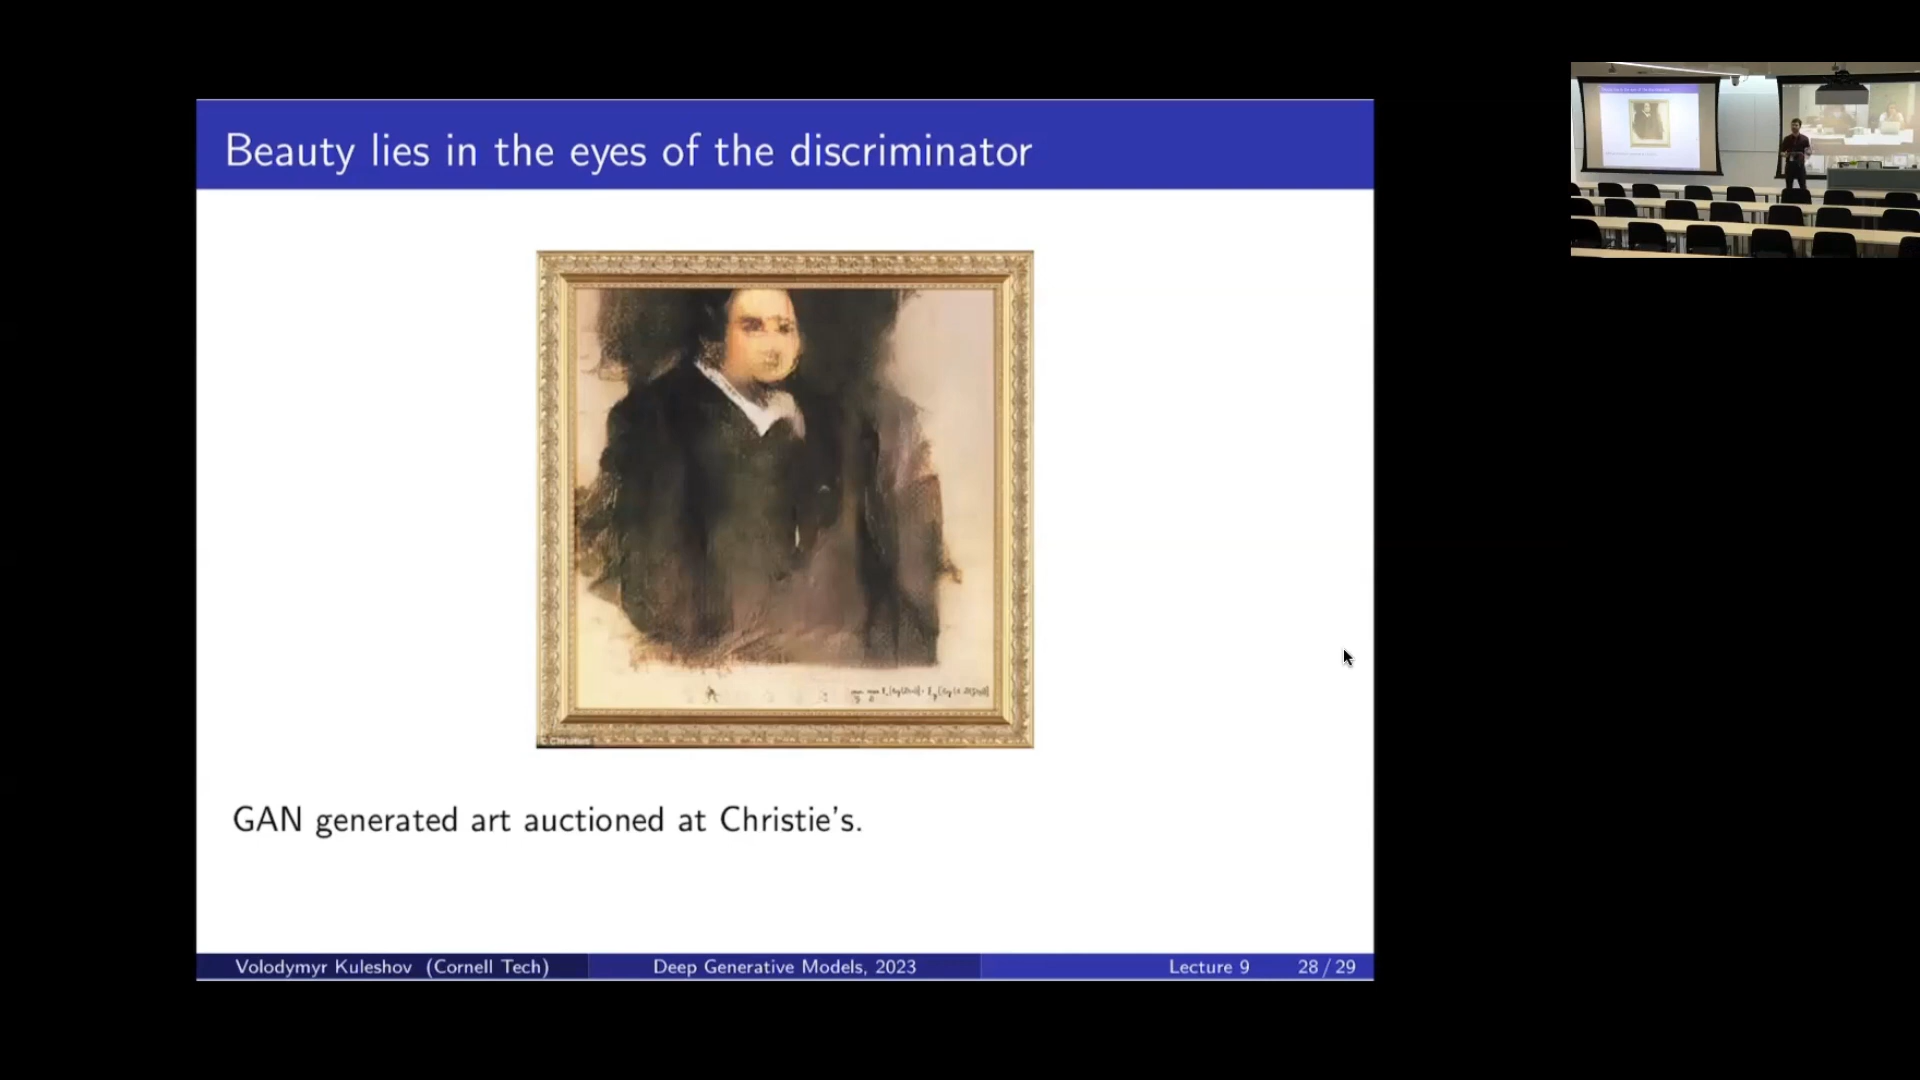 Beauty lies in the eyes of the discriminator
GAN generated art auctioned at Christie's.
Volodymyr Kuleshov (Cornell Tech)
Deep Generative Models, 2023
Lecture 9
28 / 29